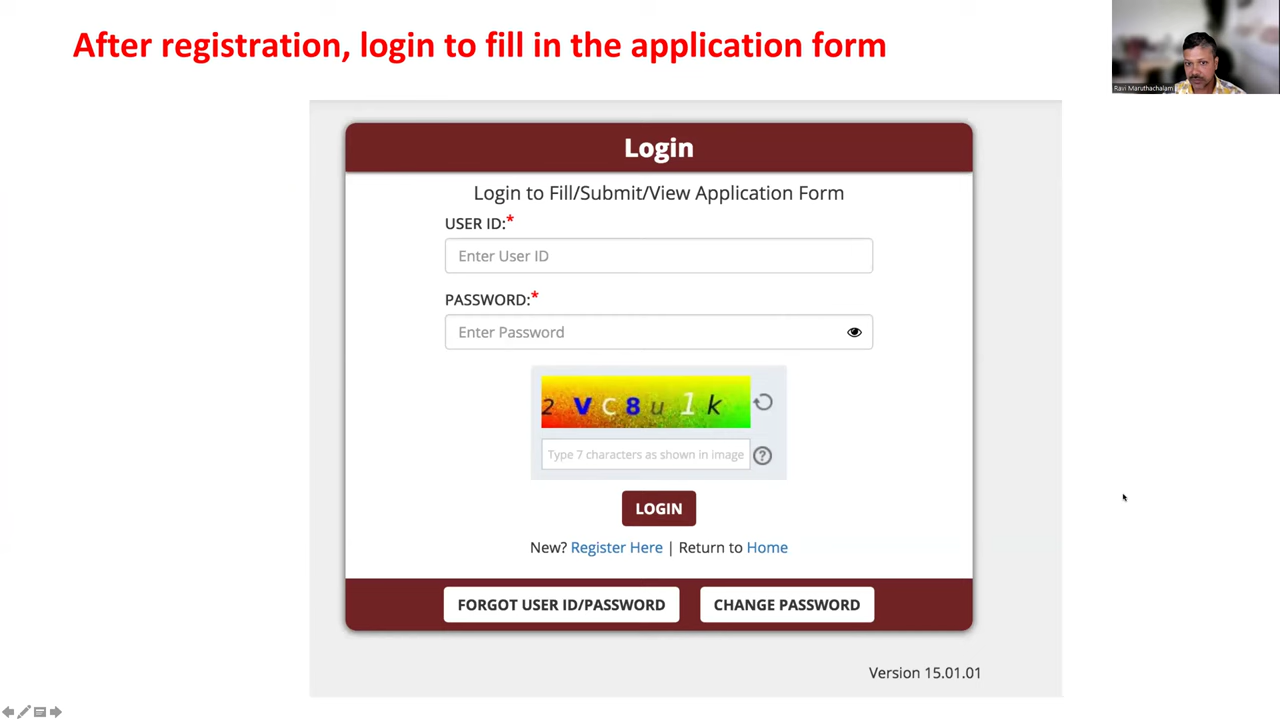 After registration, login to fill in the application form
Ravi Maruthachalam
Login
Login to Fill/Submit/View Application Form
USER ID:*
Enter User ID
PASSWORD:*
Enter Password
2 V C 8 u 1 k
Type 7 characters as shown in image
?
LOGIN
New? Register Here | Return to Home
FORGOT USER ID/PASSWORD
CHANGE PASSWORD
Version 15.01.01